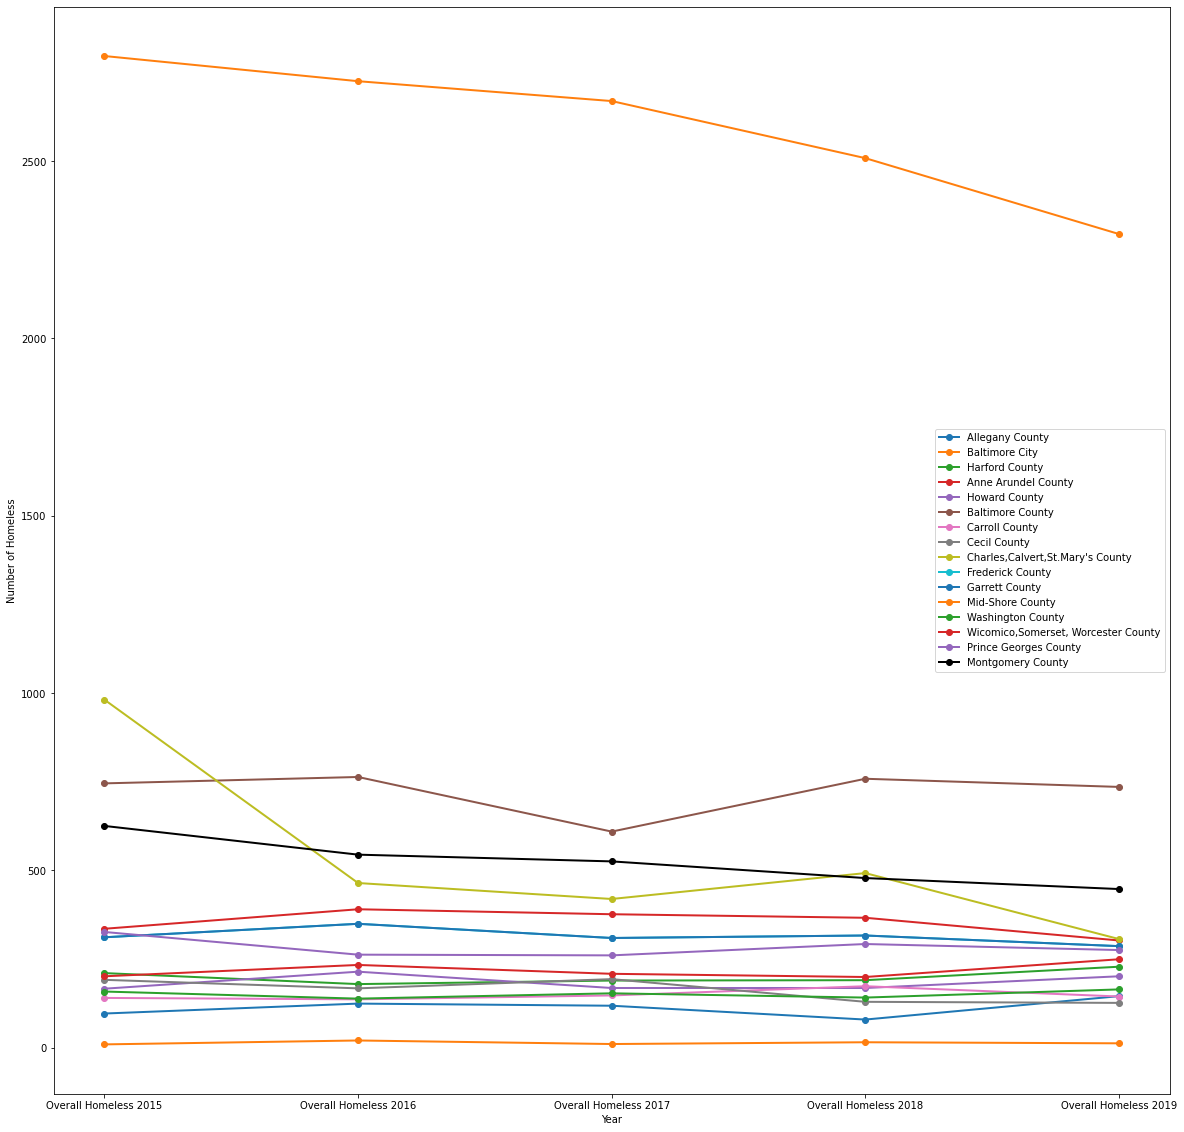 2500
2000
1500
1000
500
0
Number of Homeless
Allegany County
Baltimore City
Harford County
Anne Arundel County
Howard County
Baltimore County
Carroll County
Cecil County
Charles,Calvert,St.Mary's County
Frederick County
Garrett County
Mid-Shore County
Washington County
Wicomico,Somerset, Worcester County
Prince Georges County
Montgomery County
Overall Homeless 2015
Overall Homeless 2016
Overall Homeless 2017
Overall Homeless 2018
Overall Homeless 2019
Year